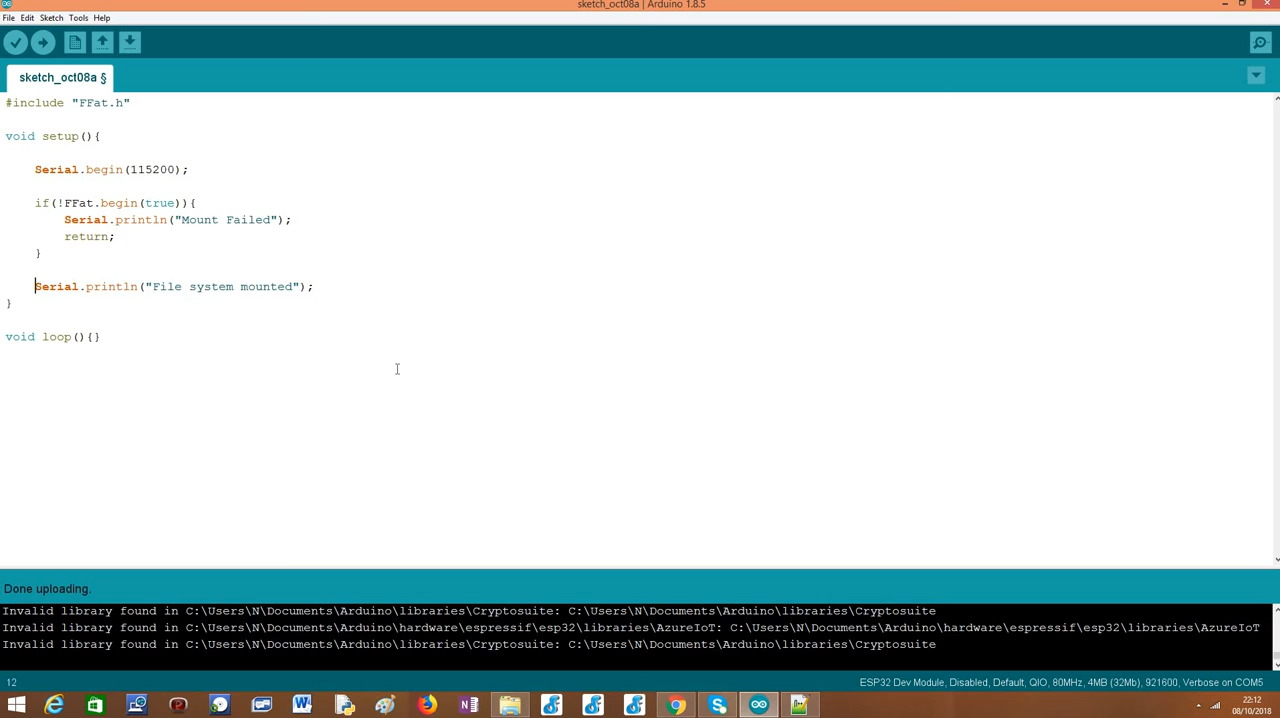 sketch_oct08a | Arduino 1.8.5
File Edit Sketch Tools Help
sketch_oct08a §
#include "FFat.h"
void setup(){
Serial.begin(115200);
if(!FFat.begin(true)){
Serial.println("Mount Failed");
return;
}
Serial.println("File system mounted");
}
void loop(){}
Done uploading.
Invalid library found in C:\Users\N\Documents\Arduino\libraries\Cryptosuite: C:\Users\N\Documents\Arduino\libraries\Cryptosuite
Invalid library found in C:\Users\N\Documents\Arduino\hardware\espressif\esp32\libraries\AzureIoT: C:\Users\N\Documents\Arduino\hardware\espressif\esp32\libraries\AzureIoT
Invalid library found in C:\Users\N\Documents\Arduino\libraries\Cryptosuite: C:\Users\N\Documents\Arduino\libraries\Cryptosuite
12
ESP32 Dev Module, Disabled, Default, QIO, 80MHz, 4MB (32Mb), 921600, Verbose on COM5
22:12
08/10/2018